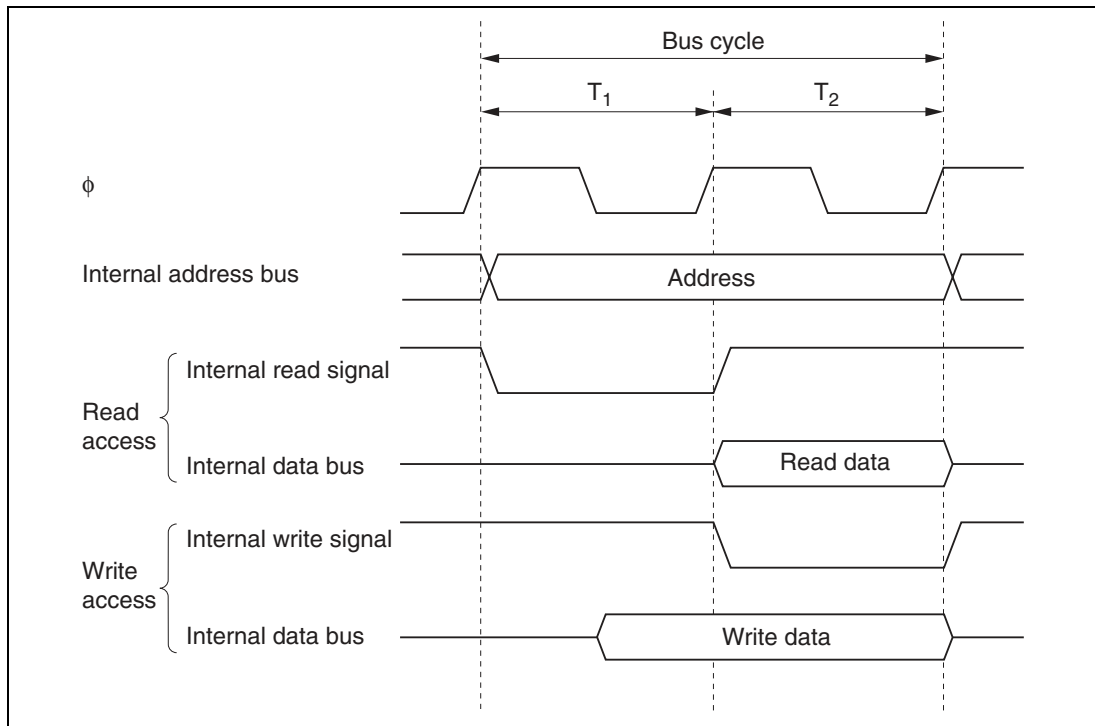 Bus cycle
T₁
T₂
ϕ
Internal address bus
Address
Read
access
Internal read signal
Internal data bus
Read data
Write
access
Internal write signal
Internal data bus
Write data